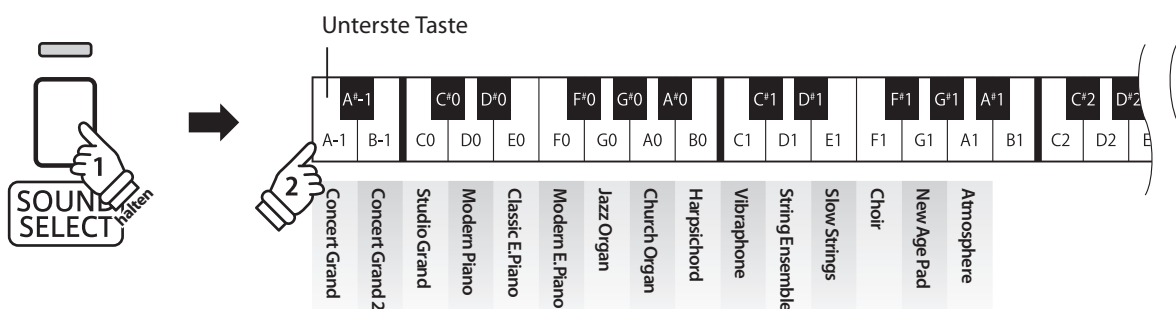 Unterste Taste
A#-1 C#0 D#0 F#0 G#0 A#0 C#1 D#1 F#1 G#1 A#1 C#2 D#2
A-1 B-1 C0 D0 E0 F0 G0 A0 B0 C1 D1 E1 F1 G1 A1 B1 C2 D2 E
1
2
halten
SOUND
SELECT
Concert Grand
Concert Grand 2
Studio Grand
Modern Piano
Classic E.Piano
Modern E.Piano
Jazz Organ
Church Organ
Harpsichord
Vibraphone
String Ensemble
Slow Strings
Choir
New Age Pad
Atmosphere